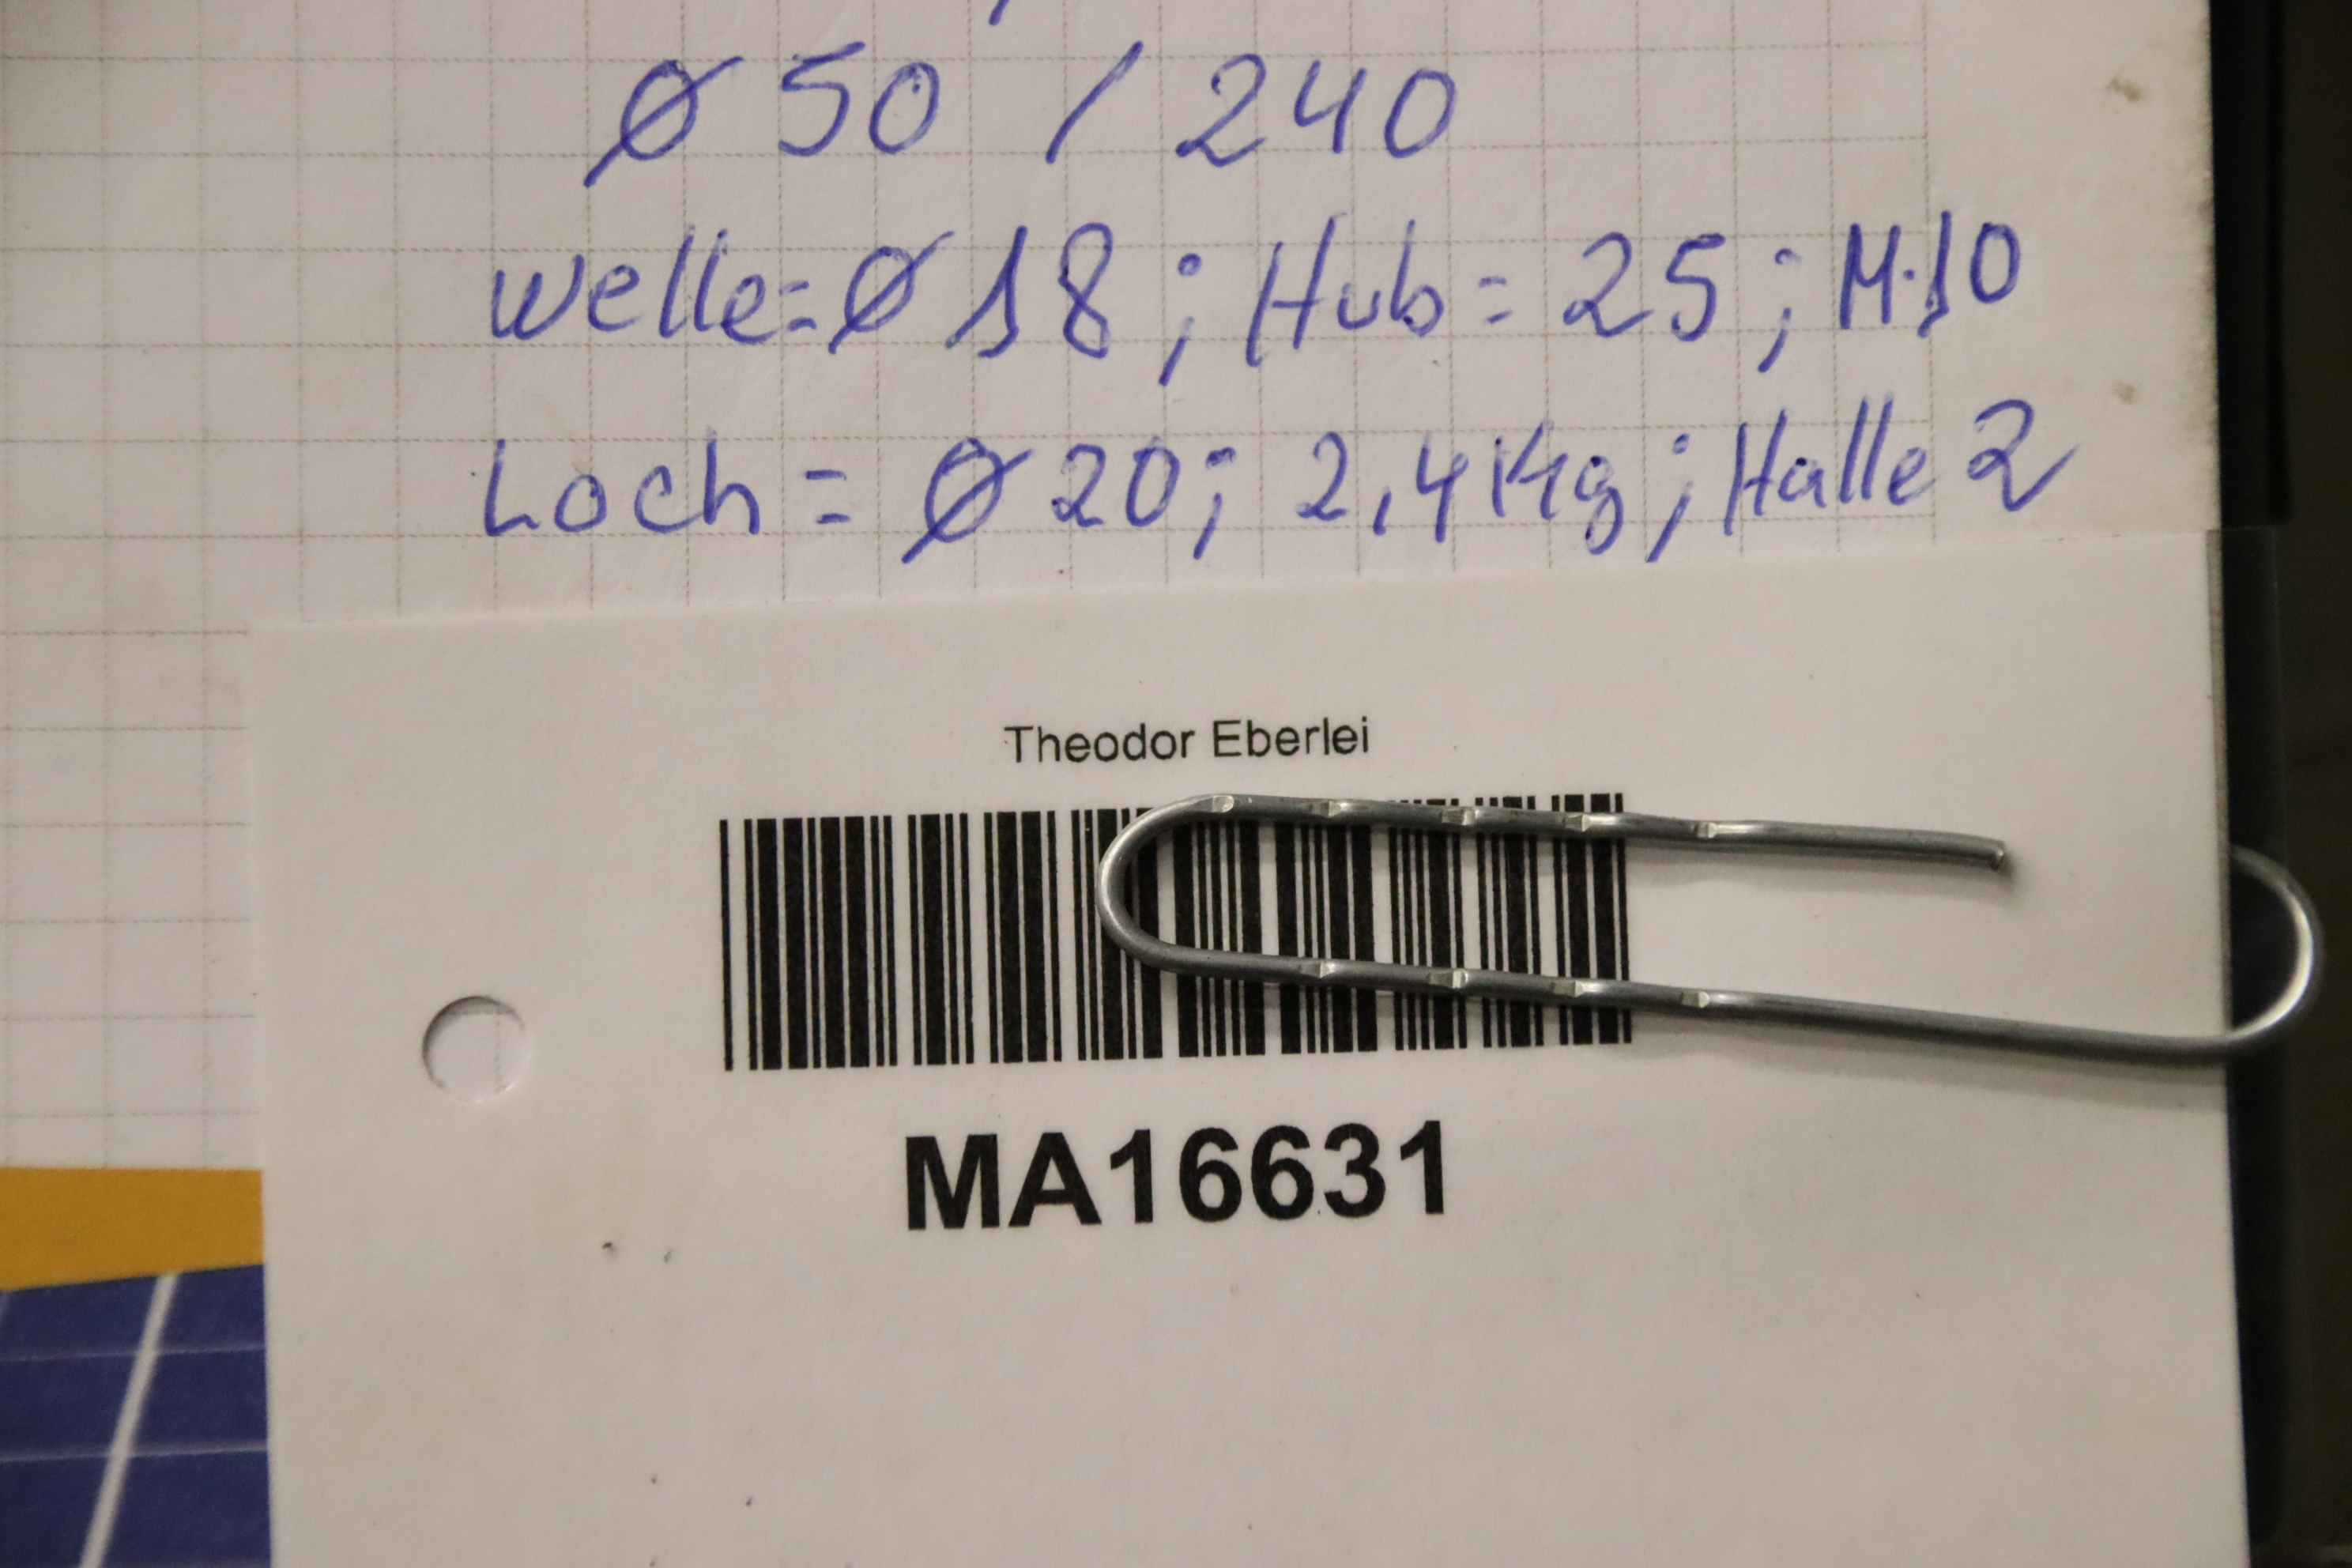 Ø 50 / 240
Welle=Ø 18; Hub= 25; M10
Loch= Ø 20; 2,4 Kg; Halle 2
Theodor Eberlei
MA16631